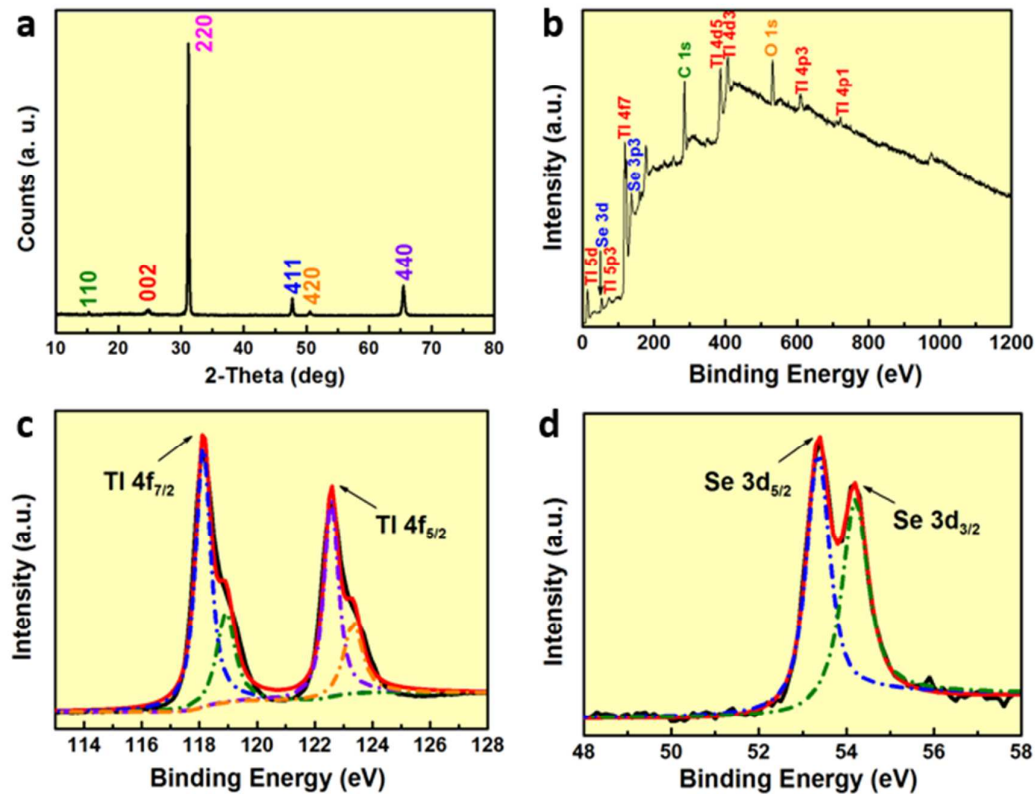 a
Counts (a. u.)
110
002
220
411
420
440
10 20 30 40 50 60 70 80
2-Theta (deg)
b
Intensity (a.u.)
Tl 5d
Se 3d
Tl 5p3
Tl 4f7
Se 3p3
C 1s
Tl 4d5
Tl 4d3
O 1s
Tl 4p3
Tl 4p1
0 200 400 600 800 1000 1200
Binding Energy (eV)
c
Intensity (a.u.)
Tl 4f7/2
Tl 4f5/2
114 116 118 120 122 124 126 128
Binding Energy (eV)
d
Intensity (a.u.)
Se 3d5/2
Se 3d3/2
48 50 52 54 56 58
Binding Energy (eV)